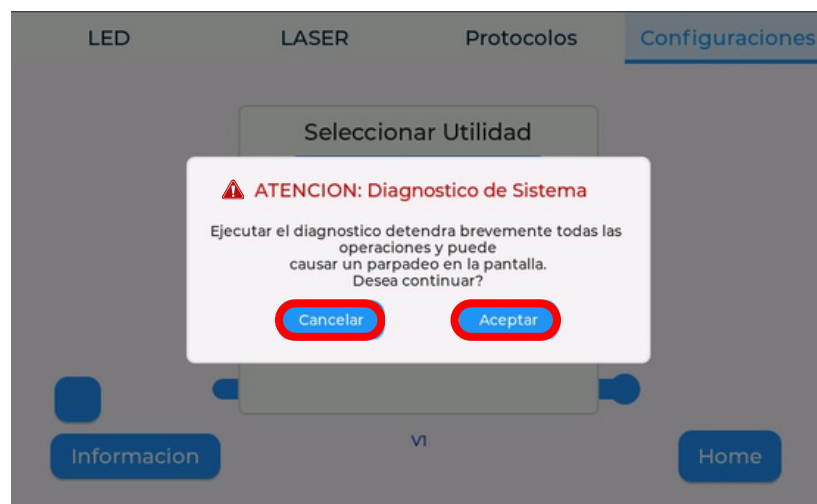 LED LASER Protocolos Configuraciones
Seleccionar Utilidad
ATENCION: Diagnostico de Sistema
Ejecutar el diagnostico detendra brevemente todas las
operaciones y puede
causar un parpadeo en la pantalla.
Desea continuar?
Cancelar Aceptar
V1
Informacion Home